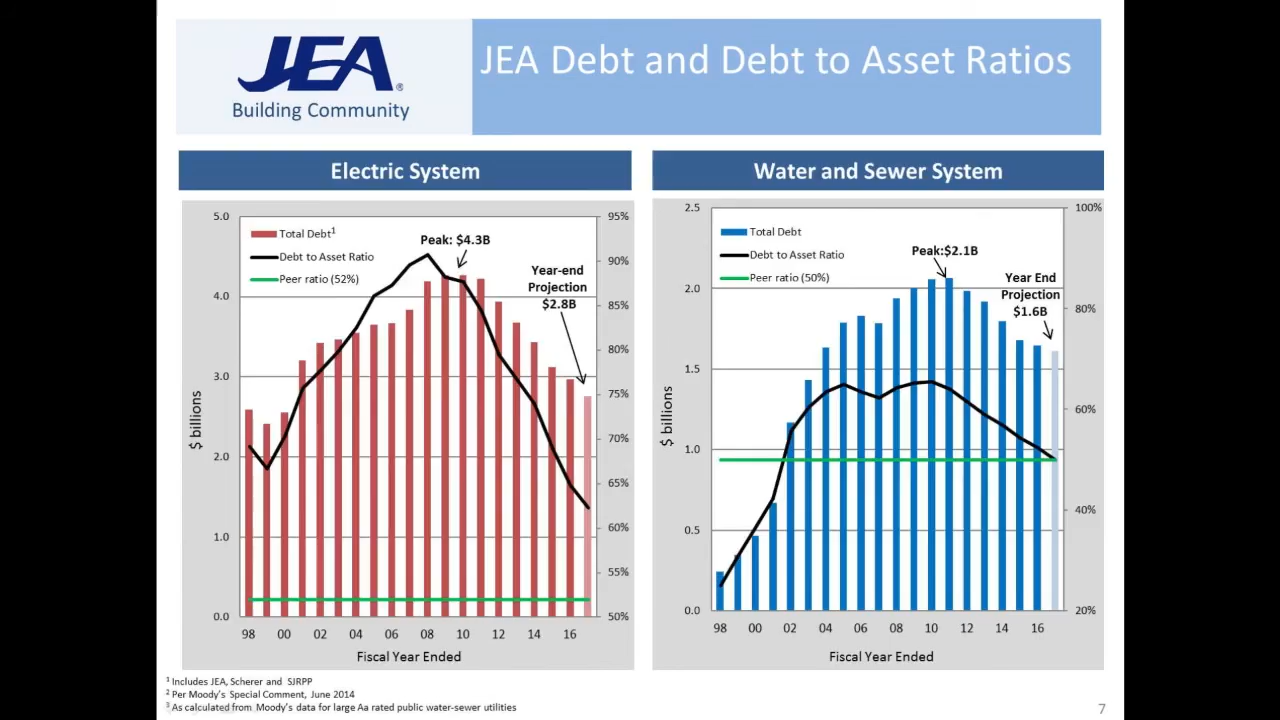 JEA®
Building Community
JEA Debt and Debt to Asset Ratios
Electric System
5.0
4.0
3.0
2.0
1.0
0.0
$ billions
Total Debt¹
Debt to Asset Ratio
Peer ratio (52%)
Peak: $4.3B
Year-end
Projection
$2.8B
95%
90%
85%
80%
75%
70%
65%
60%
55%
50%
98 00 02 04 06 08 10 12 14 16
Fiscal Year Ended
Water and Sewer System
2.5
2.0
1.5
1.0
0.5
0.0
$ billions
Total Debt
Debt to Asset Ratio
Peer ratio (50%)
Peak:$2.1B
Year End
Projection
$1.6B
100%
80%
60%
40%
20%
98 00 02 04 06 08 10 12 14 16
Fiscal Year Ended
¹ Includes JEA, Scherer and SJRPP
² Per Moody's Special Comment, June 2014
³ As calculated from Moody's data for large Aa rated public water-sewer utilities
7